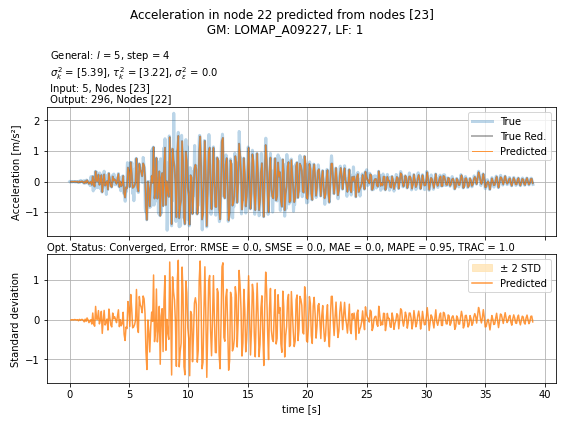 Acceleration in node 22 predicted from nodes [23]
GM: LOMAP_A09227, LF: 1
General: l = 5, step = 4
σ²ₖ = [5.39], τ²ₖ = [3.22], σ²ε = 0.0
Input: 5, Nodes [23]
Output: 296, Nodes [22]
Acceleration [m/s²]
2
1
0
−1
True
True Red.
Predicted
Opt. Status: Converged, Error: RMSE = 0.0, SMSE = 0.0, MAE = 0.0, MAPE = 0.95, TRAC = 1.0
Standard deviation
1
0
−1
± 2 STD
Predicted
0 5 10 15 20 25 30 35 40
time [s]